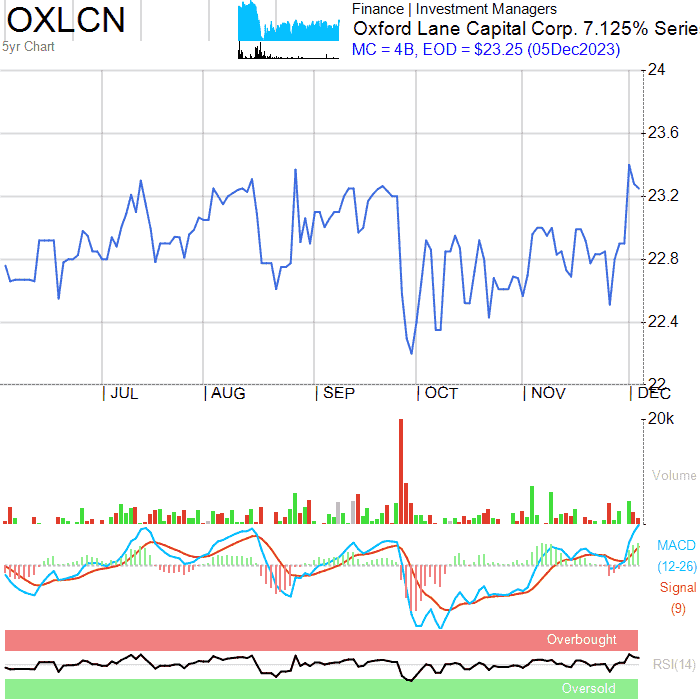 OXLCN
Finance | Investment Managers
Oxford Lane Capital Corp. 7.125% Serie
5yr Chart
MC = 4B, EOD = $23.25 (05Dec2023)
24
23.6
23.2
22.8
22.4
22
| JUL | AUG | SEP | OCT | NOV | DEC
20k
Volume
MACD
(12-26)
Signal
(9)
Overbought
RSI(14)
Oversold